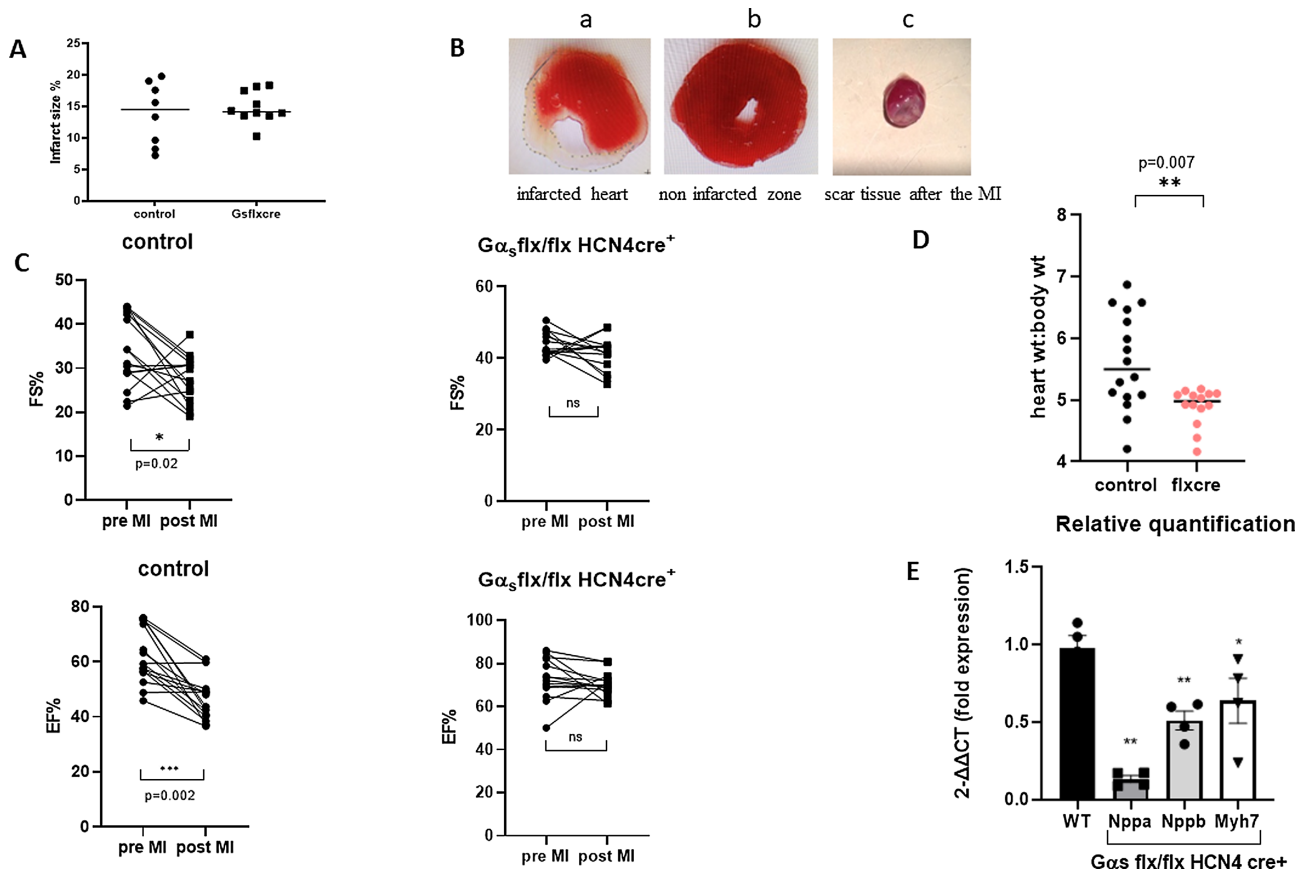 A
25
20
15
10
5
0
Infarct size %
control
Gsflxcre
B
a
b
c
infarcted heart
non infarcted zone
scar tissue after the MI
C
control
50
40
30
20
10
0
FS%
*
p=0.02
pre MI
post MI
Gαsflx/flx HCN4cre+
60
40
20
0
FS%
ns
pre MI
post MI
control
80
60
40
20
0
EF%
***
p=0.002
pre MI
post MI
Gαsflx/flx HCN4cre+
100
80
60
40
20
0
EF%
ns
pre MI
post MI
D
p=0.007
**
8
7
6
5
4
heart wt:body wt
control
flxcre
E
Relative quantification
1.5
1.0
0.5
0.0
2-ΔΔCT (fold expression)
**
**
*
WT
Nppa
Nppb
Myh7
Gαs flx/flx HCN4 cre+